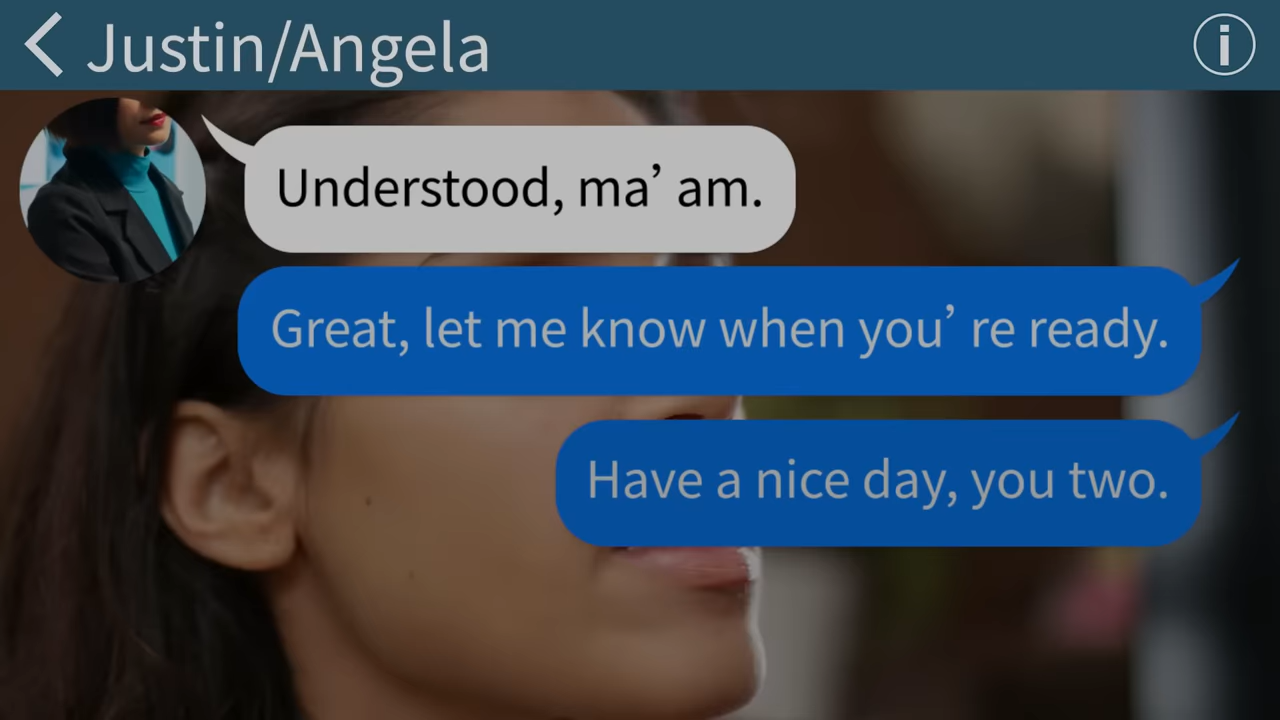 Justin/Angela
Understood, ma’ am.
Great, let me know when you’ re ready.
Have a nice day, you two.